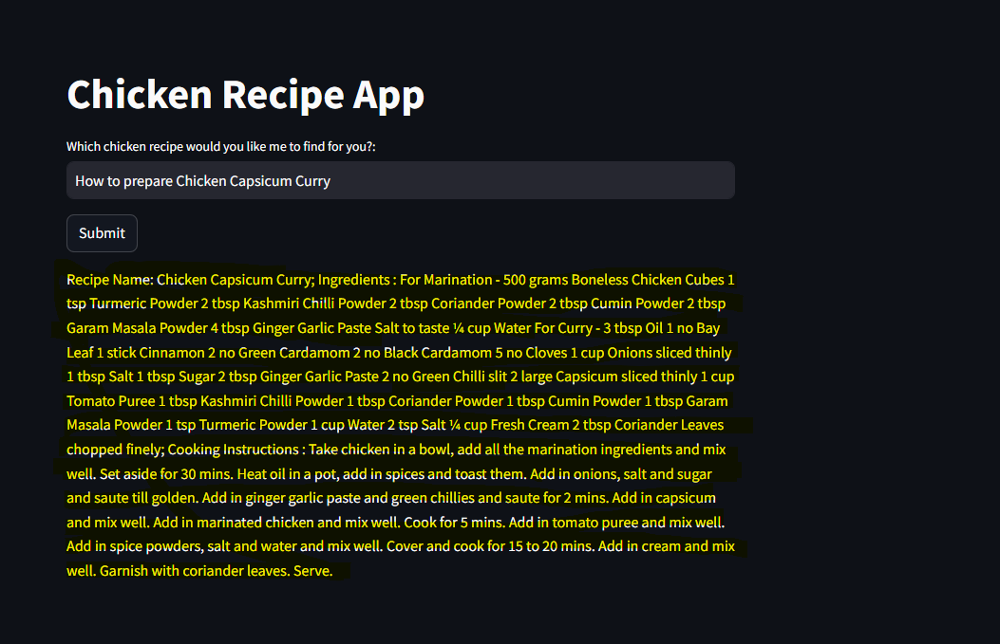 Chicken Recipe App
Which chicken recipe would you like me to find for you?:
How to prepare Chicken Capsicum Curry
Submit
Recipe Name: Chicken Capsicum Curry; Ingredients : For Marination - 500 grams Boneless Chicken Cubes 1
tsp Turmeric Powder 2 tbsp Kashmiri Chilli Powder 2 tbsp Coriander Powder 2 tbsp Cumin Powder 2 tbsp
Garam Masala Powder 4 tbsp Ginger Garlic Paste Salt to taste ¼ cup Water For Curry - 3 tbsp Oil 1 no Bay
Leaf 1 stick Cinnamon 2 no Green Cardamom 2 no Black Cardamom 5 no Cloves 1 cup Onions sliced thinly
1 tbsp Salt 1 tbsp Sugar 2 tbsp Ginger Garlic Paste 2 no Green Chilli slit 2 large Capsicum sliced thinly 1 cup
Tomato Puree 1 tbsp Kashmiri Chilli Powder 1 tbsp Coriander Powder 1 tbsp Cumin Powder 1 tbsp Garam
Masala Powder 1 tsp Turmeric Powder 1 cup Water 2 tsp Salt ¼ cup Fresh Cream 2 tbsp Coriander Leaves
chopped finely; Cooking Instructions : Take chicken in a bowl, add all the marination ingredients and mix
well. Set aside for 30 mins. Heat oil in a pot, add in spices and toast them. Add in onions, salt and sugar
and saute till golden. Add in ginger garlic paste and green chillies and saute for 2 mins. Add in capsicum
and mix well. Add in marinated chicken and mix well. Cook for 5 mins. Add in tomato puree and mix well.
Add in spice powders, salt and water and mix well. Cover and cook for 15 to 20 mins. Add in cream and mix
well. Garnish with coriander leaves. Serve.